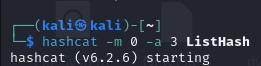 ┌──(kali㉿kali)-[~]
└─$ hashcat -m 0 -a 3 ListHash
hashcat (v6.2.6) starting